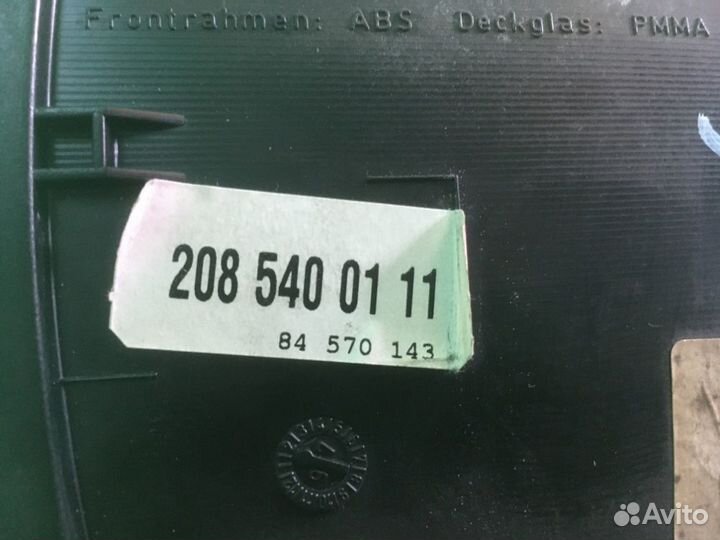 Frontrahmen: ABS Deckglas: PMMA
208 540 01 11
84 570 143
Avito